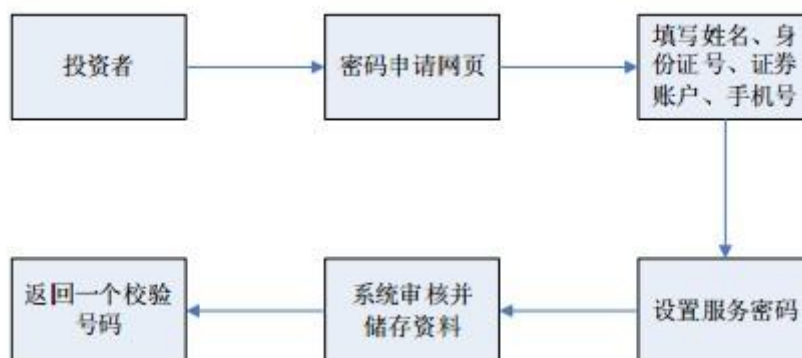 投资者
密码申请网页
填写姓名、身
份证号、证券
账户、手机号
设置服务密码
系统审核并
储存资料
返回一个校验
号码